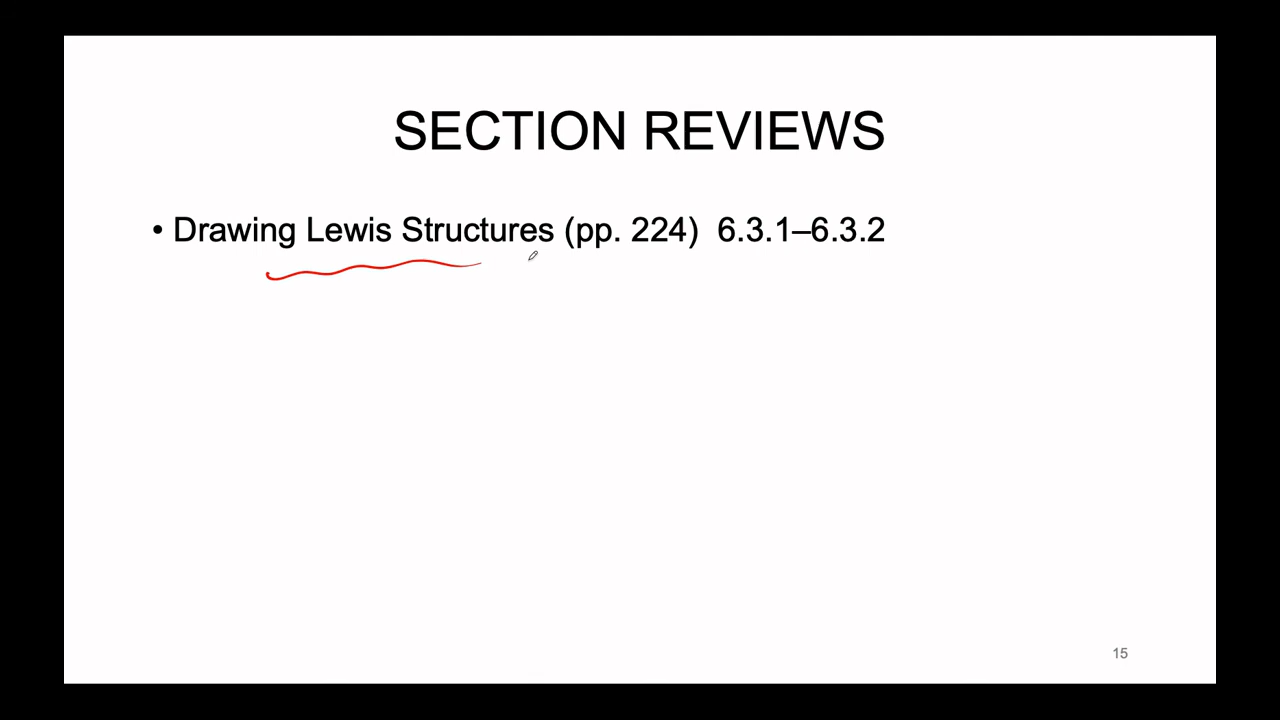 SECTION REVIEWS
• Drawing Lewis Structures (pp. 224)  6.3.1–6.3.2
15